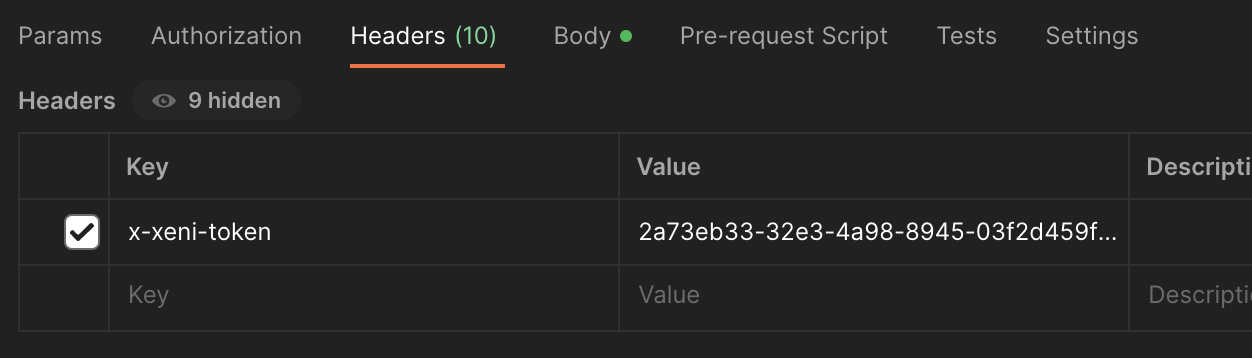 Params Authorization Headers (10) Body Pre-request Script Tests Settings
Headers 9 hidden
Key Value Descripti
x-xeni-token 2a73eb33-32e3-4a98-8945-03f2d459f...
Key Value Descripti